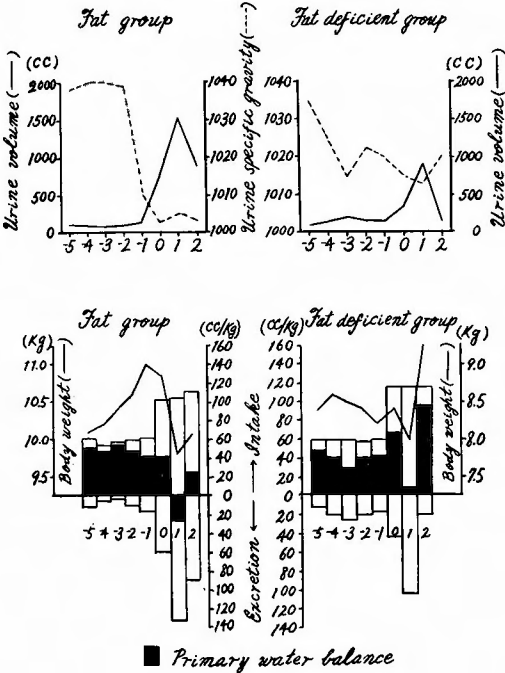 Fat group
Fat deficient group
(CC)
2000
1500
1000
500
0
Urine volume (—)
1040
1030
1020
1010
1000
Urine specific gravity (----)
1040
1030
1020
1010
1000
(CC)
2000
1500
1000
500
0
Urine volume (—)
-5 -4 -3 -2 -1 0 1 2
-5 -4 -3 -2 -1 0 1 2
Fat group
Fat deficient group
(Kg)
11.0
10.5
10.0
9.5
Body weight (—)
(CC/Kg)
160
140
120
100
80
60
40
20
0
20
40
60
80
100
120
140
Excretion ← → Intake
(CC/Kg)
160
140
120
100
80
60
40
20
0
20
40
60
80
100
120
140
(Kg)
9.0
8.5
8.0
7.5
Body weight (—)
-5 -4 -3 -2 -1 0 1 2
-5 -4 -3 -2 -1 0 1 2
Primary water balance